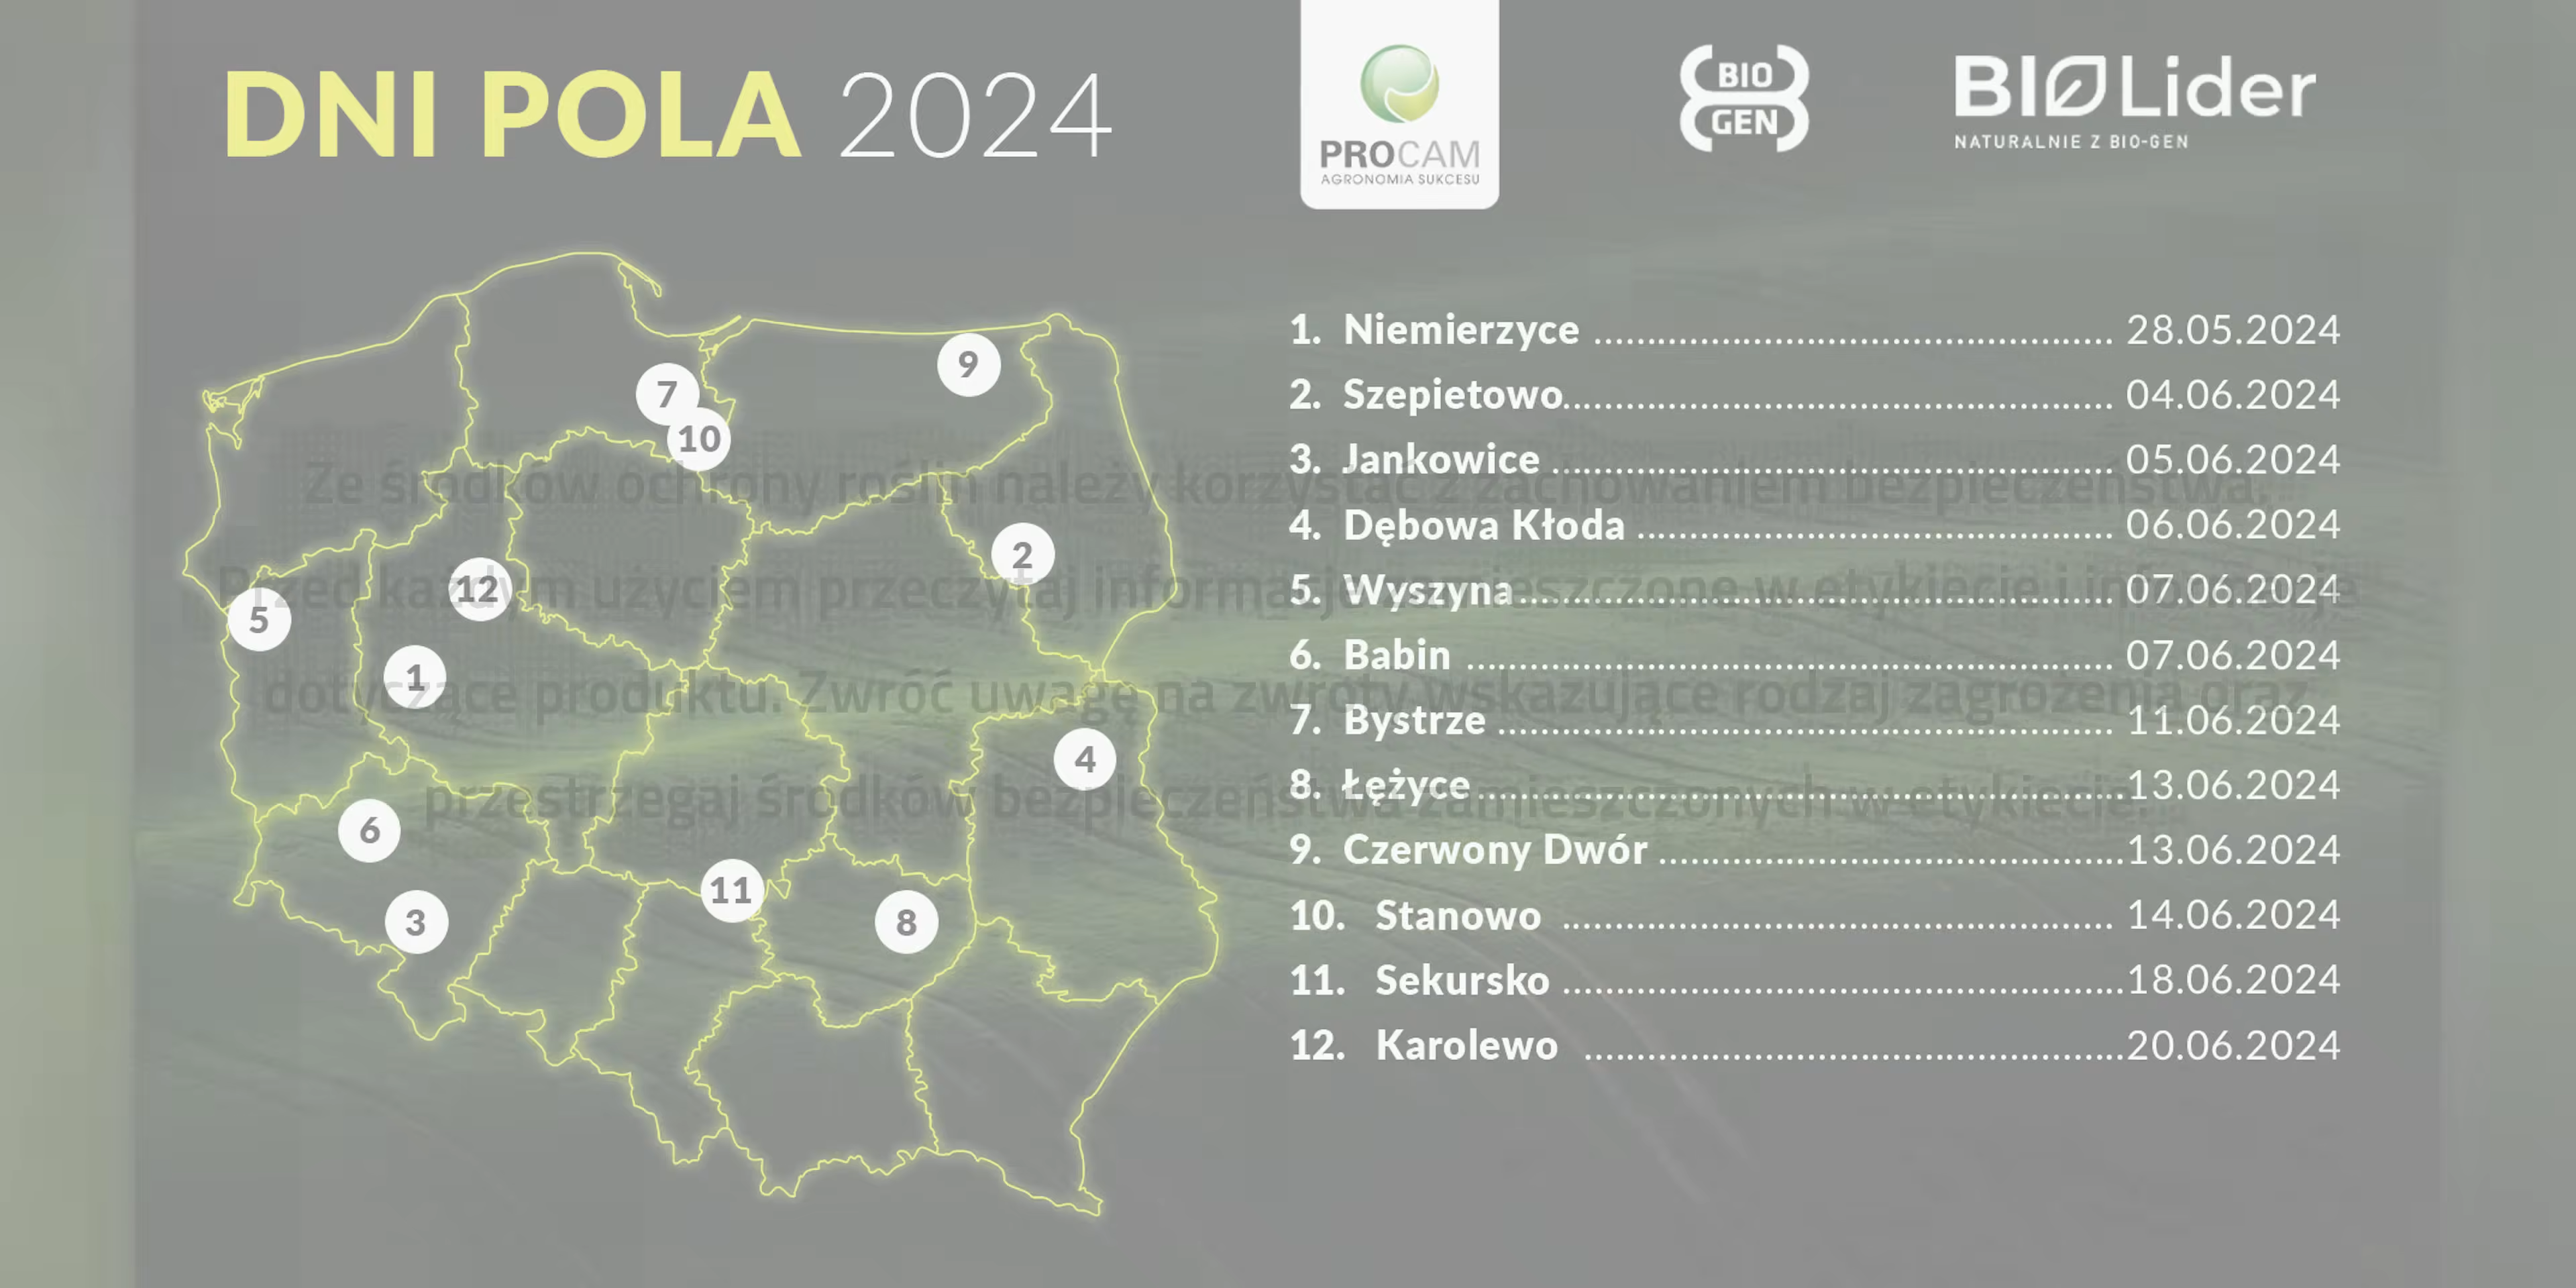 DNI POLA 2024
PROCAM
AGRONOMIA SUKCESU
BIO
GEN
BIOLider
NATURALNIE Z BIO-GEN
1. Niemierzyce 28.05.2024
2. Szepietowo 04.06.2024
3. Jankowice 05.06.2024
4. Dębowa Kłoda 06.06.2024
5. Wyszyna 07.06.2024
6. Babin 07.06.2024
7. Bystrze 11.06.2024
8. Łężyce 13.06.2024
9. Czerwony Dwór 13.06.2024
10. Stanowo 14.06.2024
11. Sekursko 18.06.2024
12. Karolewo 20.06.2024
9
7
10
2
12
5
1
4
6
11
3
8
Ze środków ochrony roślin należy korzystać z zachowaniem bezpieczeństwa.
Przed każdym użyciem przeczytaj informacje zamieszczone w etykiecie i informacje
dotyczące produktu. Zwróć uwagę na zwroty wskazujące rodzaj zagrożenia oraz
przestrzegaj środków bezpieczeństwa zamieszczonych w etykiecie.